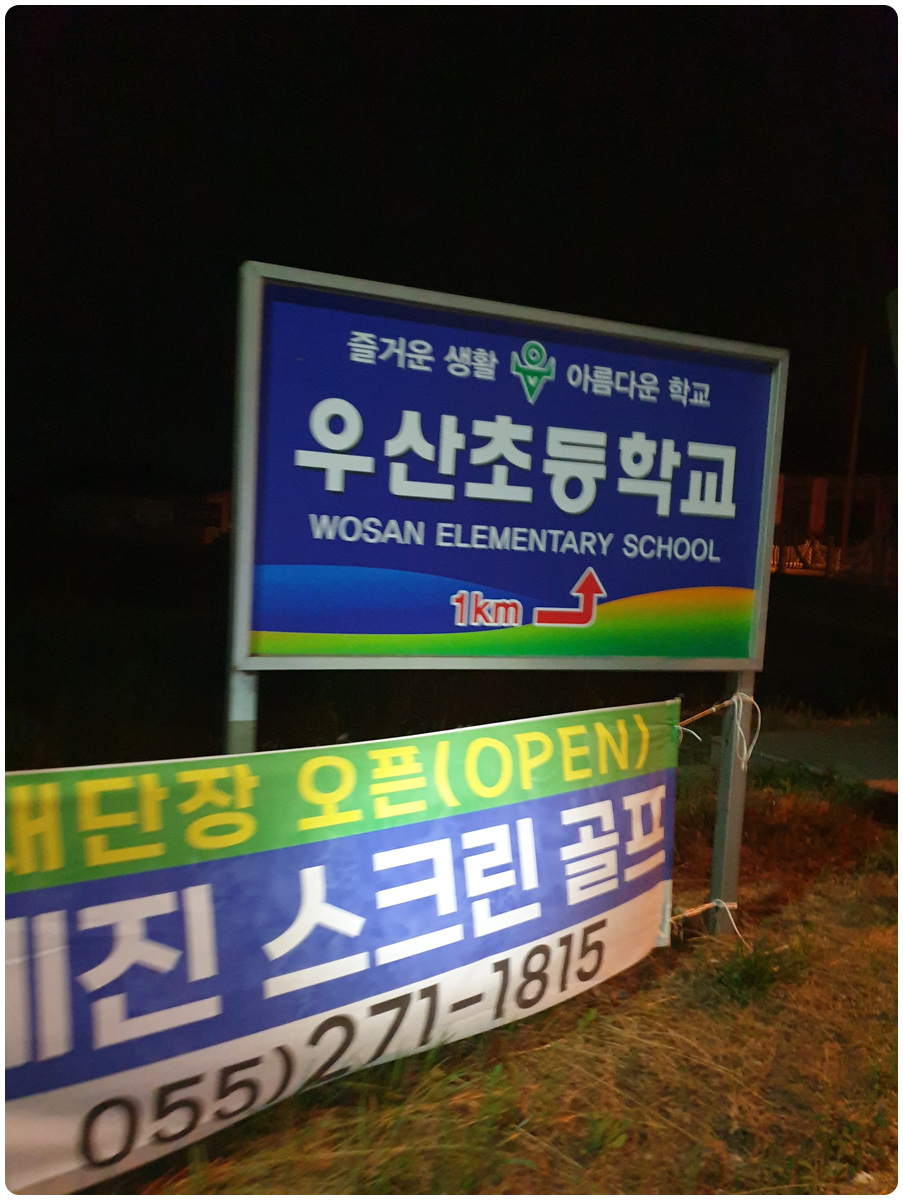 즐거운 생활 아름다운 학교
우산초등학교
WOSAN ELEMENTARY SCHOOL
1km
새단장 오픈(OPEN)
스크린 골프
055)271-1815